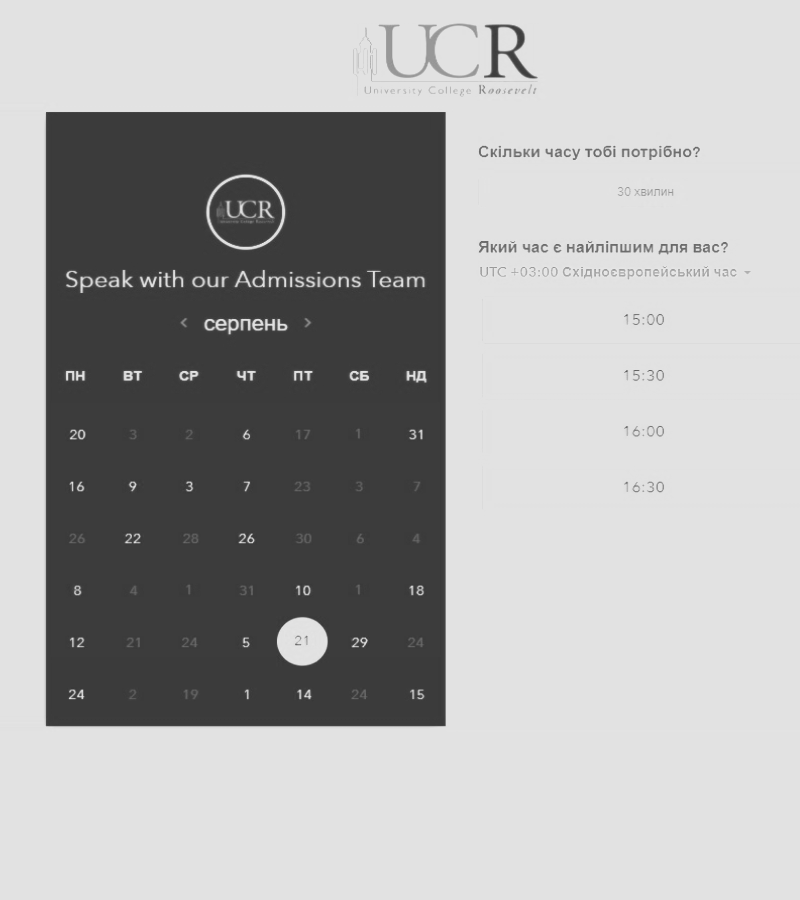 UCR
University College Roosevelt
UCR
Speak with our Admissions Team
< серпень >
ПН ВТ СР ЧТ ПТ СБ НД
20 3 2 6 17 1 31
16 9 3 7 23 3 7
26 22 28 26 30 6 4
8 4 1 31 10 1 18
12 21 24 5 21 29 24
24 2 19 1 14 24 15
Скільки часу тобі потрібно?
30 хвилин
Який час є найліпшим для вас?
UTC +03:00 Східноєвропейський час
15:00
15:30
16:00
16:30